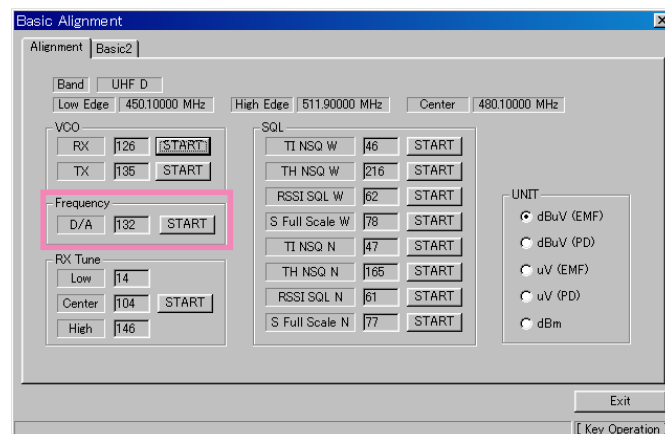 Basic Alignment
Alignment Basic2
Band UHF D
Low Edge 450.10000 MHz High Edge 511.90000 MHz Center 480.10000 MHz
VCO
RX 126 START
TX 135 START
Frequency
D/A 132 START
RX Tune
Low 14
Center 104 START
High 146
SQL
TI NSQ W 46 START
TH NSQ W 216 START
RSSI SQL W 62 START
S Full Scale W 78 START
TI NSQ N 47 START
TH NSQ N 165 START
RSSI SQL N 61 START
S Full Scale N 77 START
UNIT
dBuV (EMF)
dBuV (PD)
uV (EMF)
uV (PD)
dBm
Exit
[ Key Operation